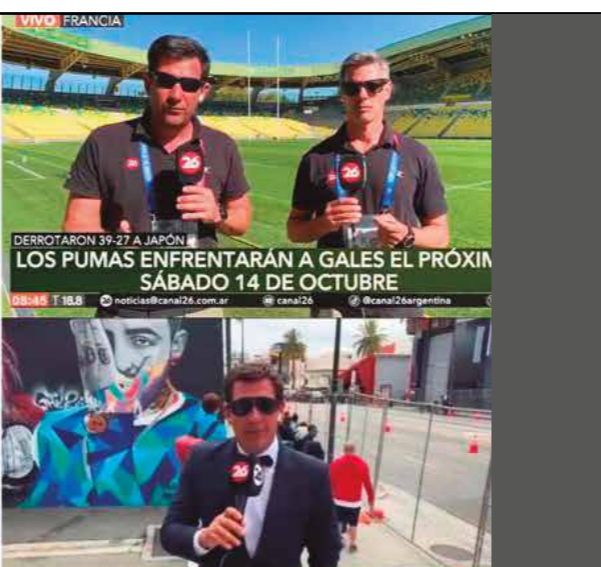 VIVO FRANCIA
26
26
DERROTARON 39-27 A JAPÓN
LOS PUMAS ENFRENTARÁN A GALES EL PRÓXIM
SÁBADO 14 DE OCTUBRE
08:45 T 18.8 noticias@canal26.com.ar canal26 @canal26argentina
26